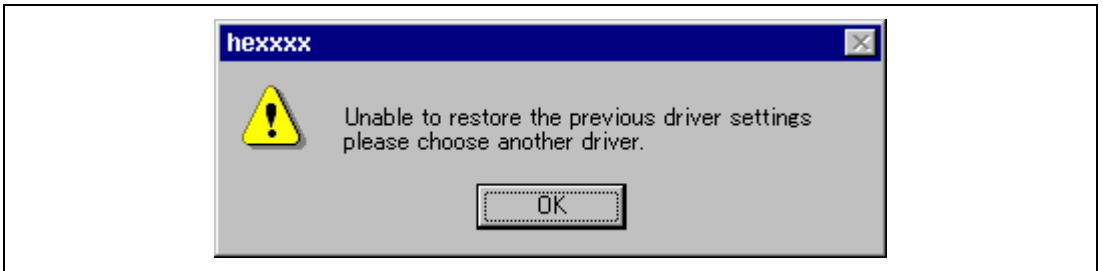 hexxxx
Unable to restore the previous driver settings
please choose another driver.
OK